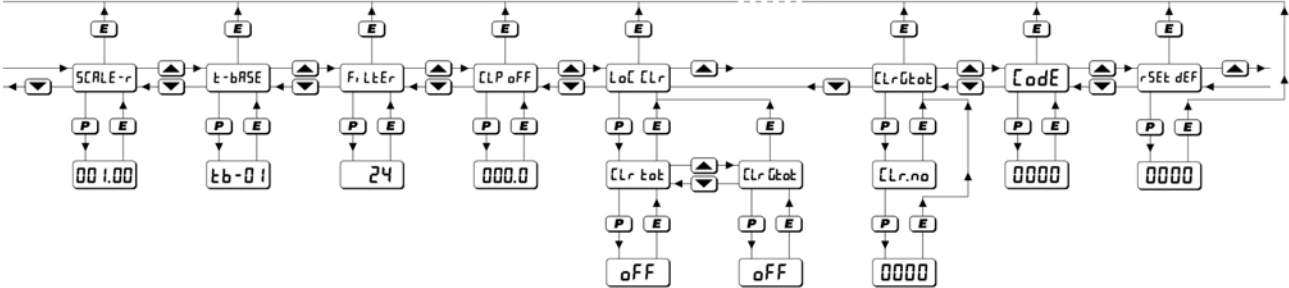 E E E E E E E E
SCALE-r t-bASE FiLtEr CLP oFF LoC CLr CLrGtot CodE rSEt dEF
P E P E P E P E E P E P E P E
001.00 tb-01 24 000.0 CLr tot CLr Gtot CLr.no 0000 0000
P E P E P E
oFF oFF 0000